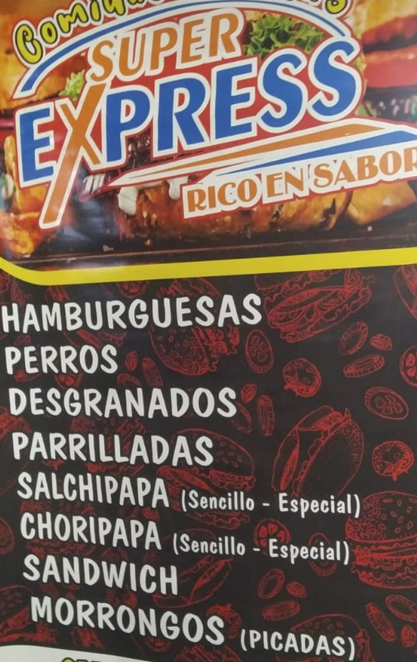 SUPER
EXPRESS
RICO EN SABOR
HAMBURGUESAS
PERROS
DESGRANADOS
PARRILLADAS
SALCHIPAPA (Sencillo - Especial)
CHORIPAPA (Sencillo - Especial)
SANDWICH
MORRONGOS (PICADAS)